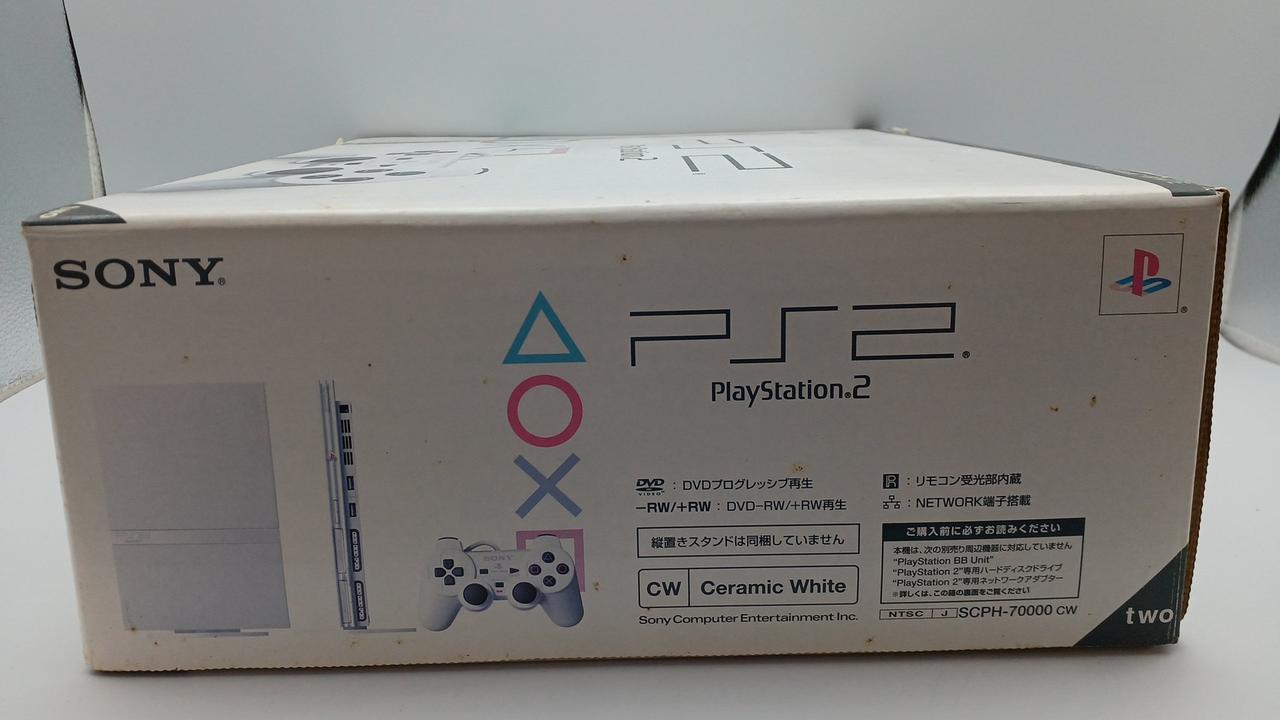 PlayStation 2
SONY®
PS2®
PlayStation®2
DVD VIDEO : DVDプログレッシブ再生
-RW/+RW : DVD-RW/+RW再生
縦置きスタンドは同梱していません
CW Ceramic White
Sony Computer Entertainment Inc.
IR : リモコン受光部内蔵
: NETWORK端子搭載
ご購入前に必ずお読みください
本機は、次の別売り周辺機器に対応していません
"PlayStation BB Unit"
"PlayStation 2"専用ハードディスクドライブ
"PlayStation 2"専用ネットワークアダプター
※詳しくは、この箱の裏面をご覧ください
NTSC J SCPH-70000 CW
two
SONY